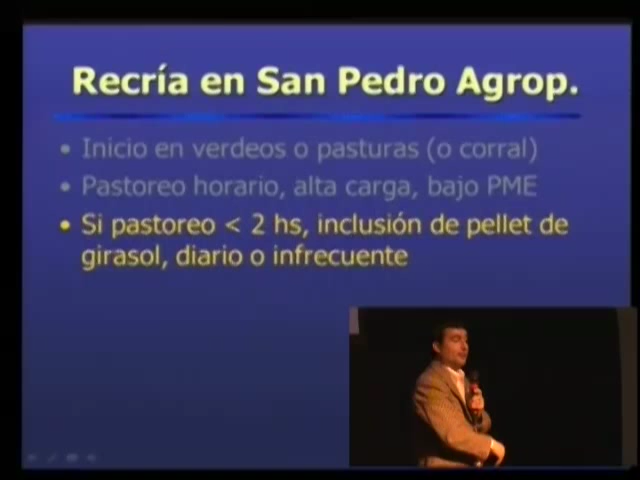 Recría en San Pedro Agrop.
• Inicio en verdeos o pasturas (o corral)
• Pastoreo horario, alta carga, bajo PME
• Si pastoreo < 2 hs, inclusión de pellet de
girasol, diario o infrecuente